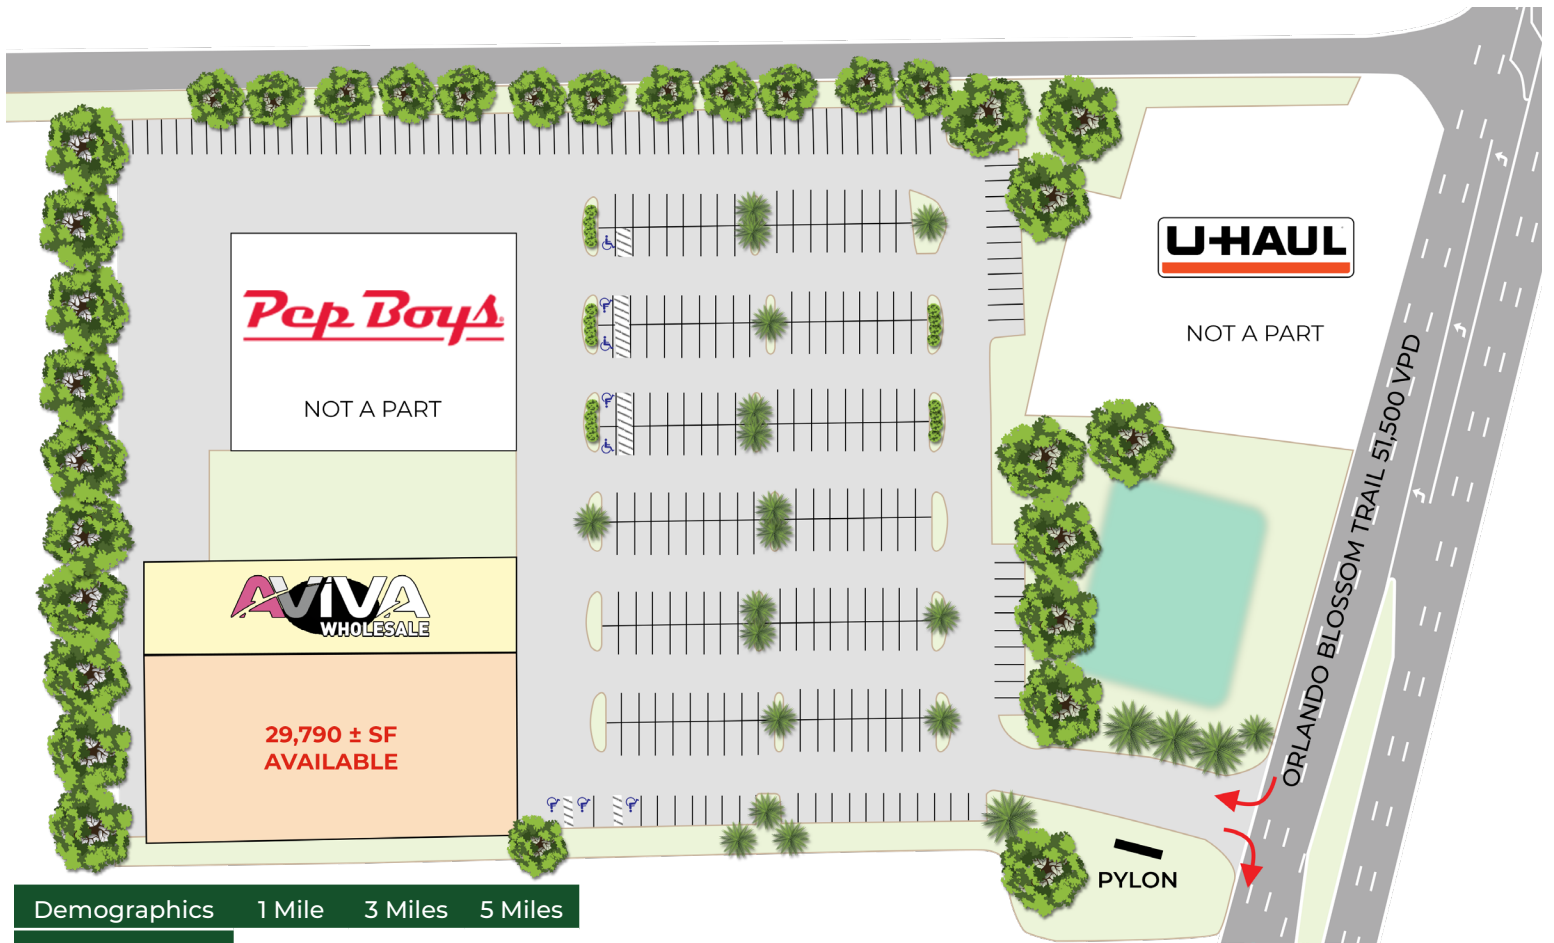 U-HAUL
NOT A PART
Pep Boys
NOT A PART
AVIVA
WHOLESALE
29,790 ± SF
AVAILABLE
ORLANDO BLOSSOM TRAIL 51,500 VPD
PYLON
Demographics 1 Mile 3 Miles 5 Miles